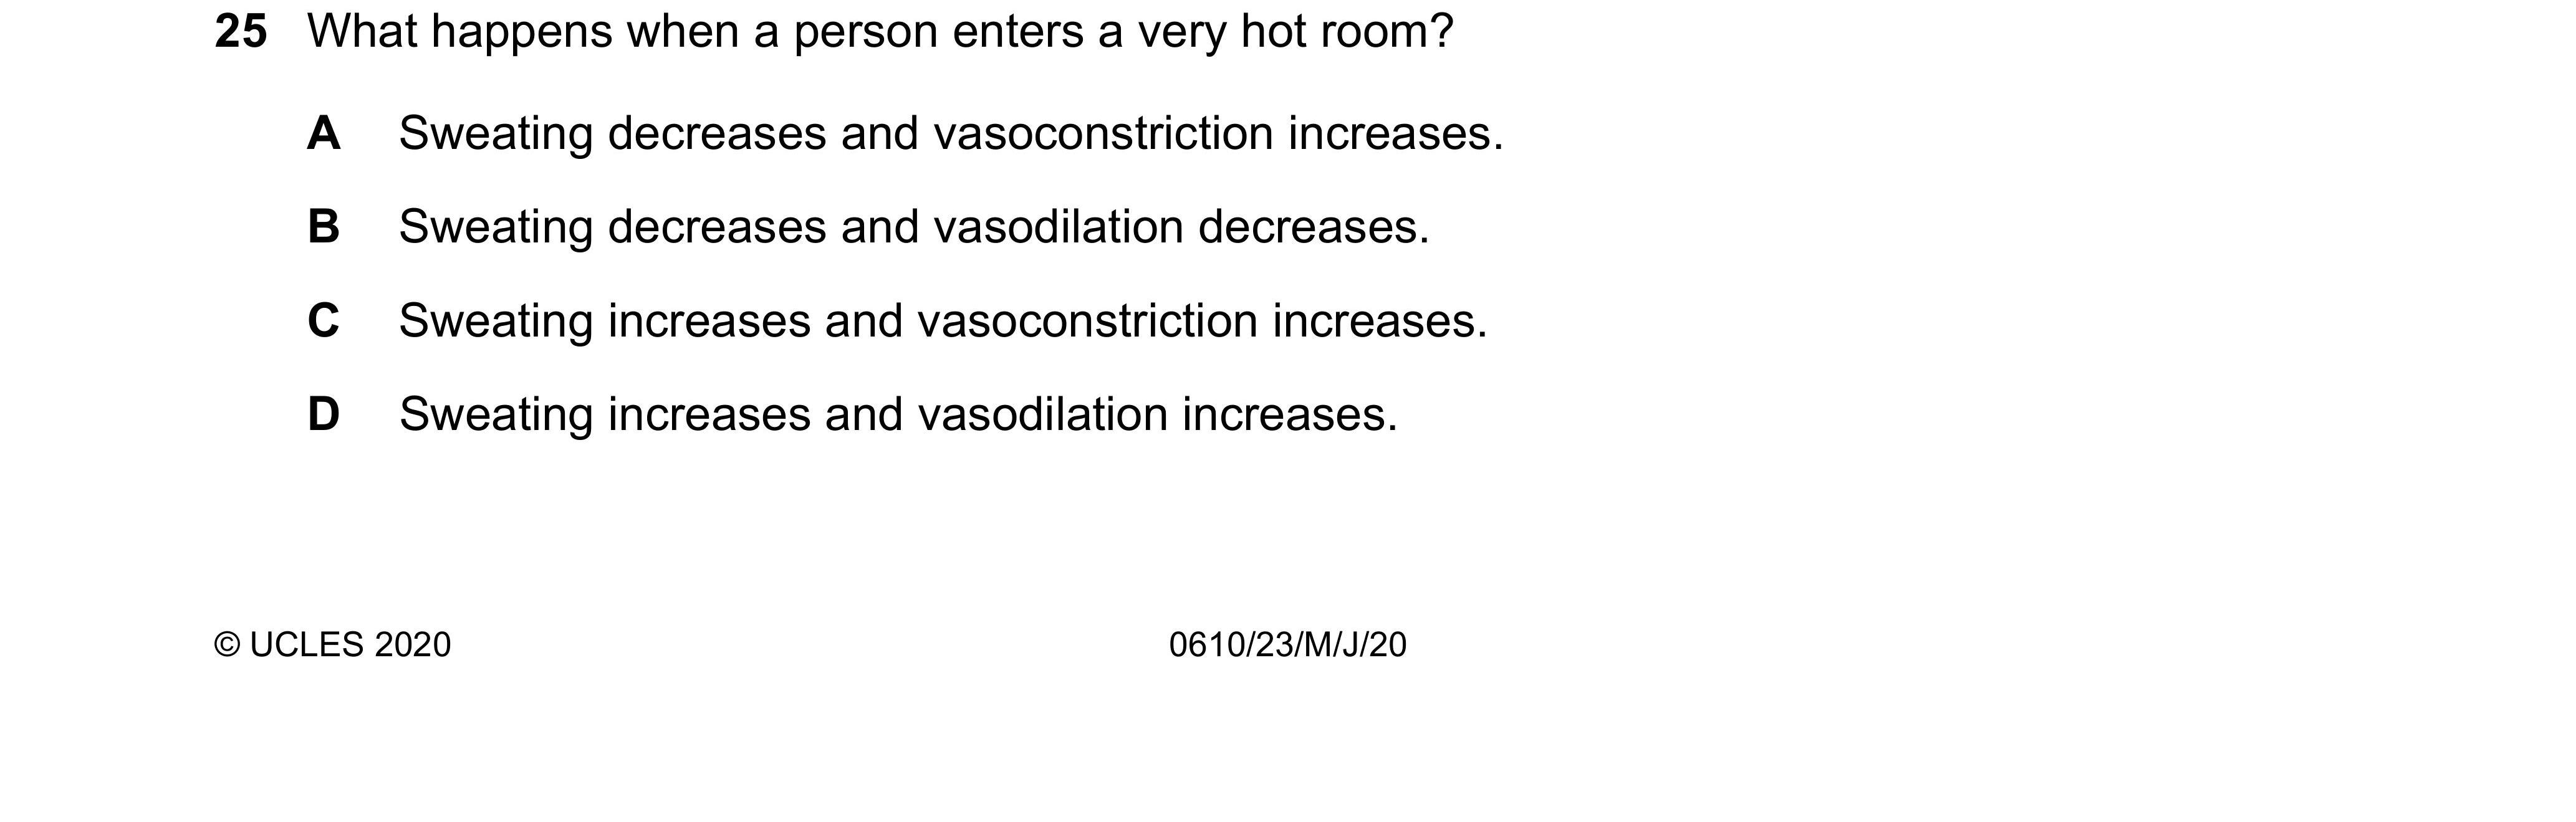 25 What happens when a person enters a very hot room?
A Sweating decreases and vasoconstriction increases.
B Sweating decreases and vasodilation decreases.
C Sweating increases and vasoconstriction increases.
D Sweating increases and vasodilation increases.
© UCLES 2020 0610/23/M/J/20